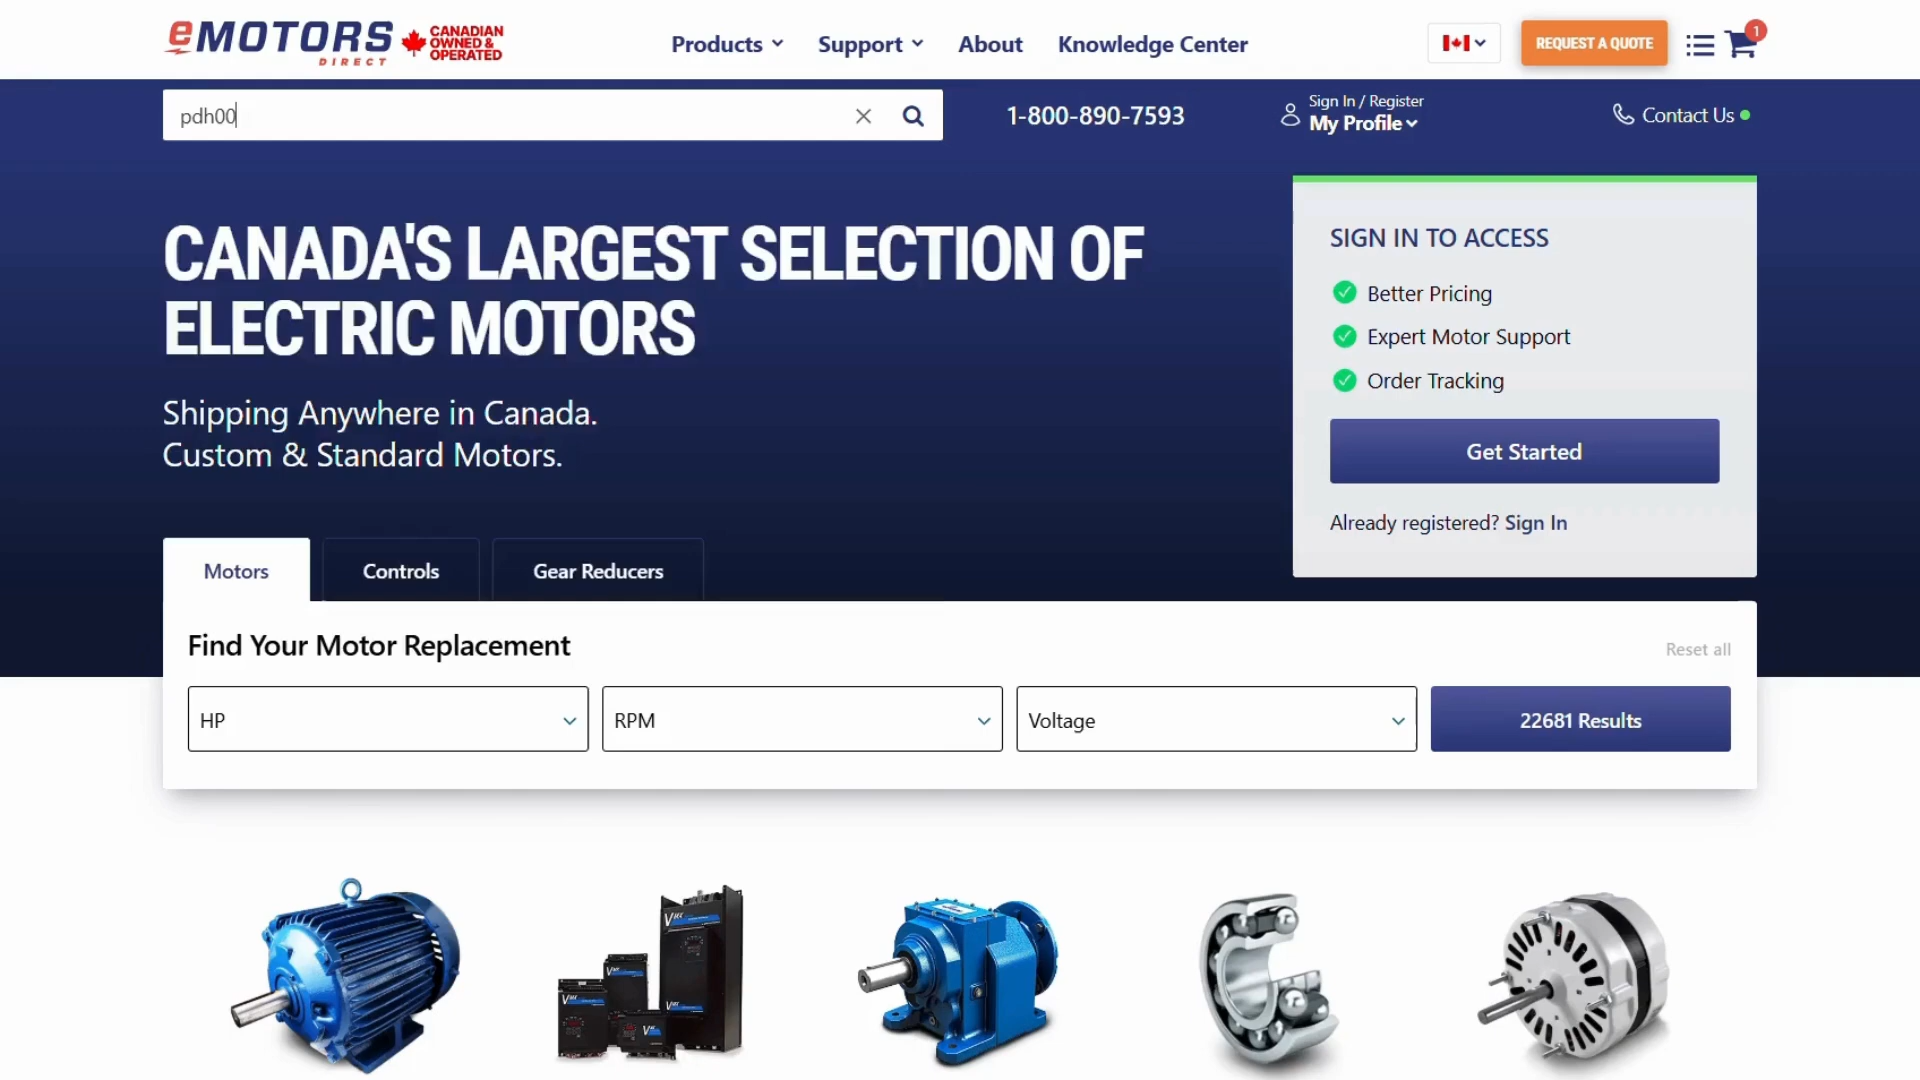 eMOTORS
DIRECT
CANADIAN
OWNED &
OPERATED
Products
Support
About
Knowledge Center
REQUEST A QUOTE
1
pdh00
1-800-890-7593
Sign In / Register
My Profile
Contact Us
CANADA'S LARGEST SELECTION OF
ELECTRIC MOTORS
Shipping Anywhere in Canada.
Custom & Standard Motors.
SIGN IN TO ACCESS
Better Pricing
Expert Motor Support
Order Tracking
Get Started
Already registered? Sign In
Motors
Controls
Gear Reducers
Find Your Motor Replacement
Reset all
HP
RPM
Voltage
22681 Results